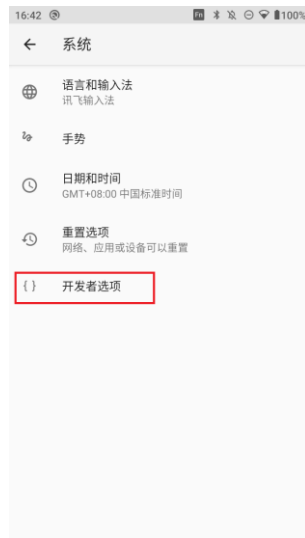 16:42 100%
系统
语言和输入法
讯飞输入法
手势
日期和时间
GMT+08:00 中国标准时间
重置选项
网络、应用或设备可以重置
{ } 开发者选项